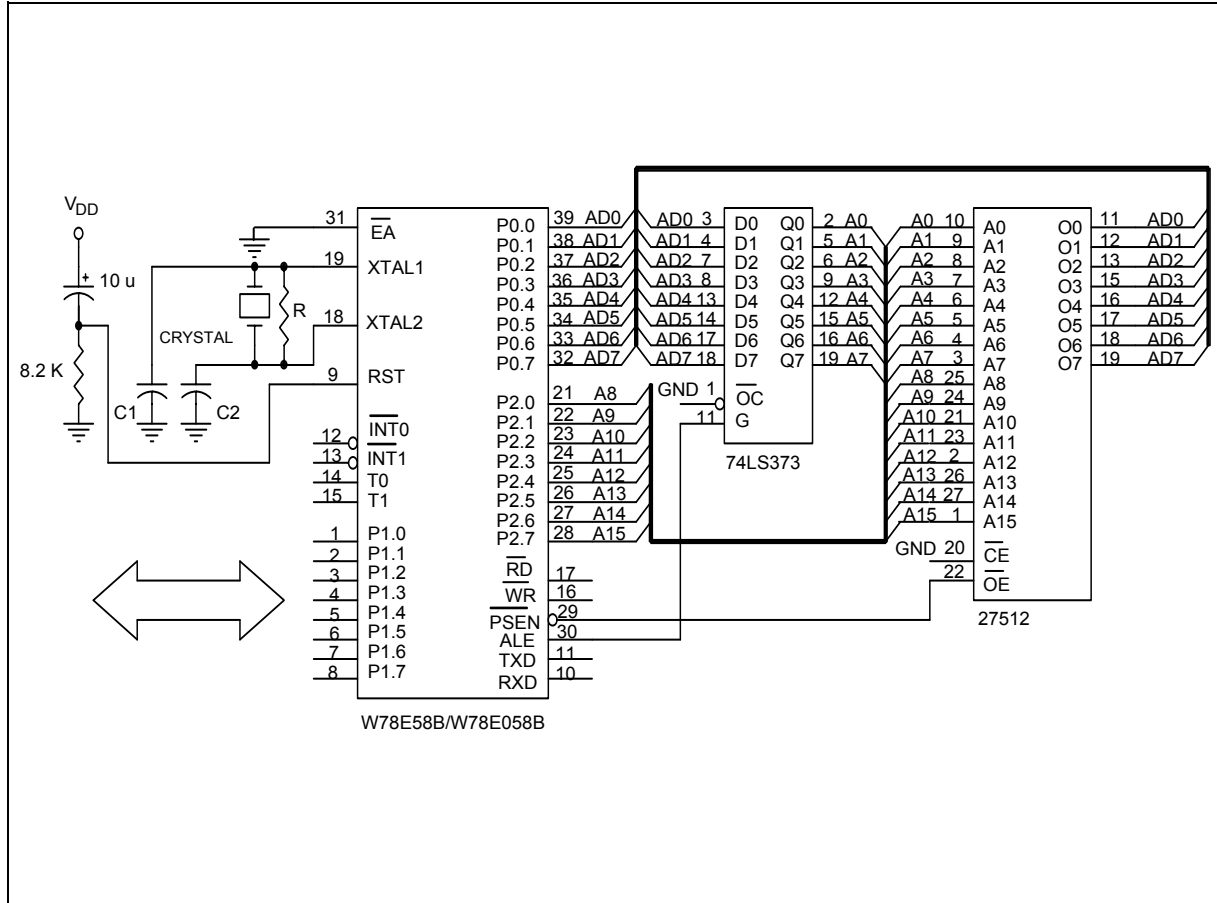 VDD
10 u
8.2 K
C1
C2
CRYSTAL
R
31 EA
19 XTAL1
18 XTAL2
9 RST
12 INT0
13 INT1
14 T0
15 T1
1 P1.0
2 P1.1
3 P1.2
4 P1.3
5 P1.4
6 P1.5
7 P1.6
8 P1.7
P0.0 39 AD0
P0.1 38 AD1
P0.2 37 AD2
P0.3 36 AD3
P0.4 35 AD4
P0.5 34 AD5
P0.6 33 AD6
P0.7 32 AD7
P2.0 21 A8
P2.1 22 A9
P2.2 23 A10
P2.3 24 A11
P2.4 25 A12
P2.5 26 A13
P2.6 27 A14
P2.7 28 A15
RD 17
WR 16
PSEN 29
ALE 30
TXD 11
RXD 10
W78E58B/W78E058B
AD0 3 D0 Q0 2 A0
AD1 4 D1 Q1 5 A1
AD2 7 D2 Q2 6 A2
AD3 8 D3 Q3 9 A3
AD4 13 D4 Q4 12 A4
AD5 14 D5 Q5 15 A5
AD6 17 D6 Q6 16 A6
AD7 18 D7 Q7 19 A7
GND 1 OC
11 G
74LS373
A0 10 A0 O0 11 AD0
A1 9 A1 O1 12 AD1
A2 8 A2 O2 13 AD2
A3 7 A3 O3 15 AD3
A4 6 A4 O4 16 AD4
A5 5 A5 O5 17 AD5
A6 4 A6 O6 18 AD6
A7 3 A7 O7 19 AD7
A8 25 A8
A9 24 A9
A10 21 A10
A11 23 A11
A12 2 A12
A13 26 A13
A14 27 A14
A15 1 A15
GND 20 CE
22 OE
27512